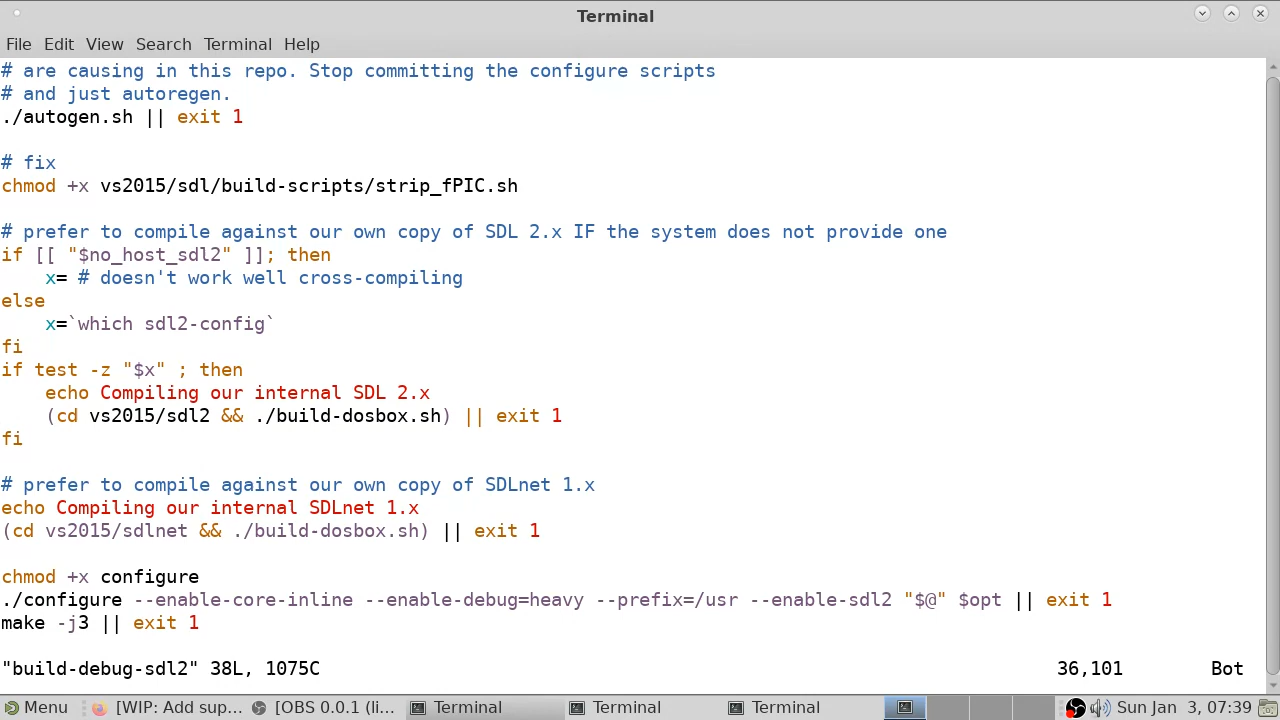 Terminal
File Edit View Search Terminal Help
# are causing in this repo. Stop committing the configure scripts
# and just autoregen.
./autogen.sh || exit 1
# fix
chmod +x vs2015/sdl/build-scripts/strip_fPIC.sh
# prefer to compile against our own copy of SDL 2.x IF the system does not provide one
if [[ "$no_host_sdl2" ]]; then
    x= # doesn't work well cross-compiling
else
    x=`which sdl2-config`
fi
if test -z "$x" ; then
    echo Compiling our internal SDL 2.x
    (cd vs2015/sdl2 && ./build-dosbox.sh) || exit 1
fi
# prefer to compile against our own copy of SDLnet 1.x
echo Compiling our internal SDLnet 1.x
(cd vs2015/sdlnet && ./build-dosbox.sh) || exit 1
chmod +x configure
./configure --enable-core-inline --enable-debug=heavy --prefix=/usr --enable-sdl2 "$@" $opt || exit 1
make -j3 || exit 1
"build-debug-sdl2" 38L, 1075C 36,101 Bot
Menu [WIP: Add sup... [OBS 0.0.1 (li... Terminal Terminal Terminal Sun Jan 3, 07:39